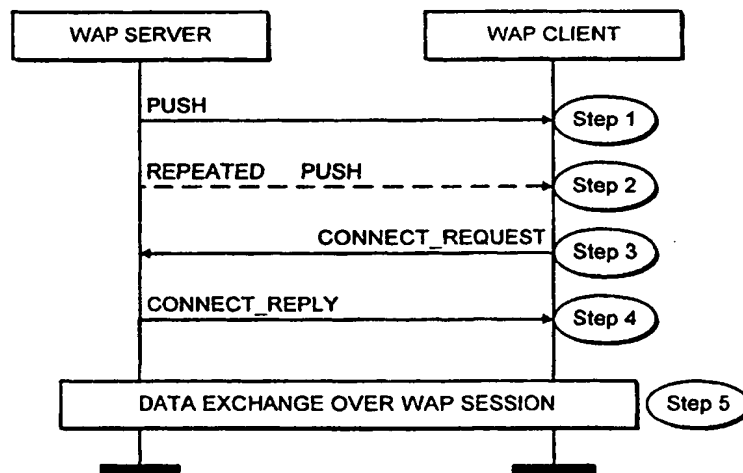 WAP SERVER
WAP CLIENT
PUSH
Step 1
REPEATED PUSH
Step 2
CONNECT_REQUEST
Step 3
CONNECT_REPLY
Step 4
DATA EXCHANGE OVER WAP SESSION
Step 5